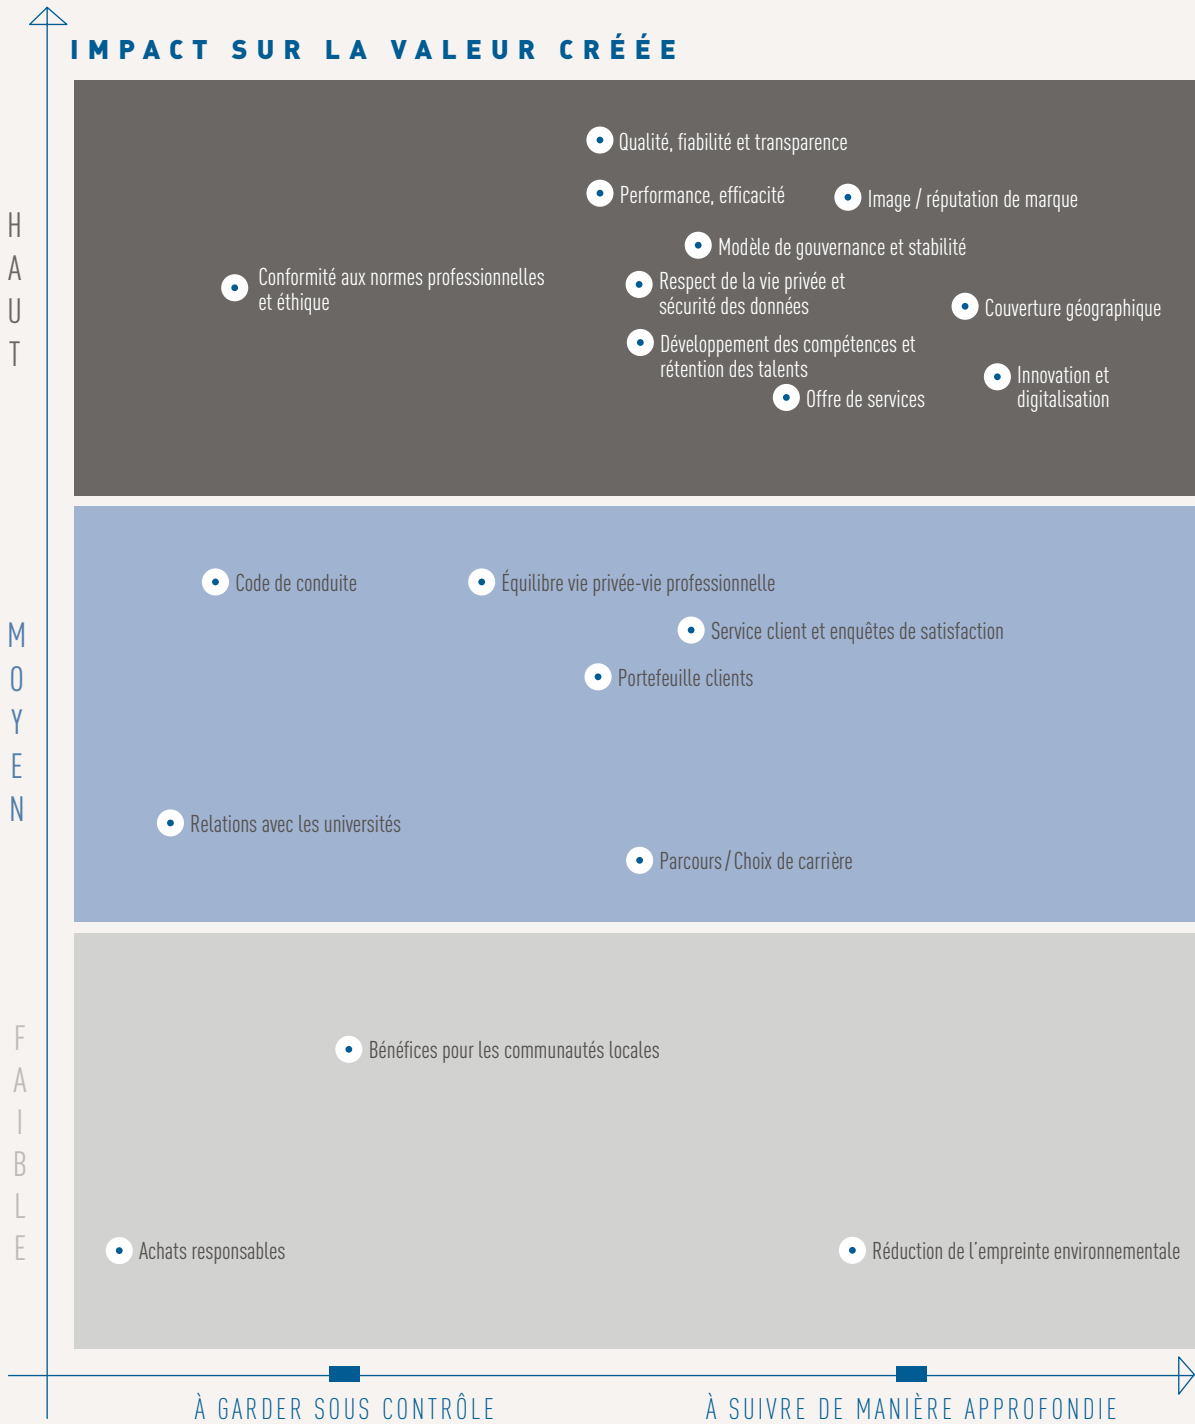 IMPACT SUR LA VALEUR CRÉÉE
HAUT
Qualité, fiabilité et transparence
Performance, efficacité
Image / réputation de marque
Modèle de gouvernance et stabilité
Conformité aux normes professionnelles
et éthique
Respect de la vie privée et
sécurité des données
Couverture géographique
Développement des compétences et
rétention des talents
Innovation et
digitalisation
Offre de services
MOYEN
Code de conduite
Équilibre vie privée-vie professionnelle
Service client et enquêtes de satisfaction
Portefeuille clients
Relations avec les universités
Parcours / Choix de carrière
FAIBLE
Bénéfices pour les communautés locales
Achats responsables
Réduction de l'empreinte environnementale
À GARDER SOUS CONTRÔLE
À SUIVRE DE MANIÈRE APPROFONDIE